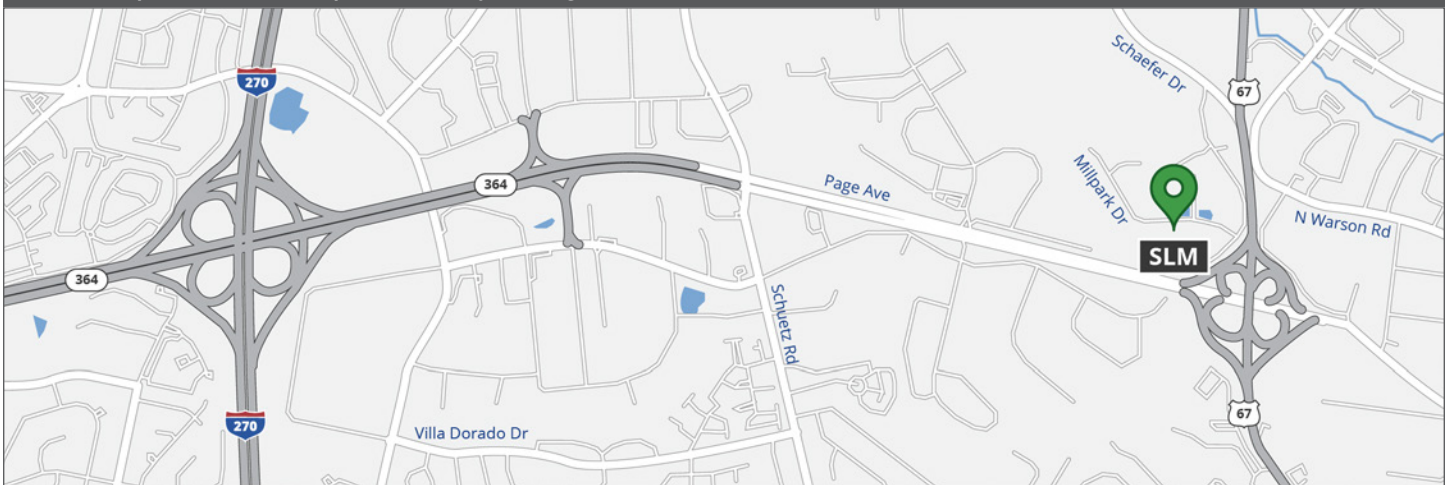 270
Schaefer Dr
67
364
Page Ave
Millpark Dr
N Warson Rd
SLM
364
Schuetz Rd
270
Villa Dorado Dr
67